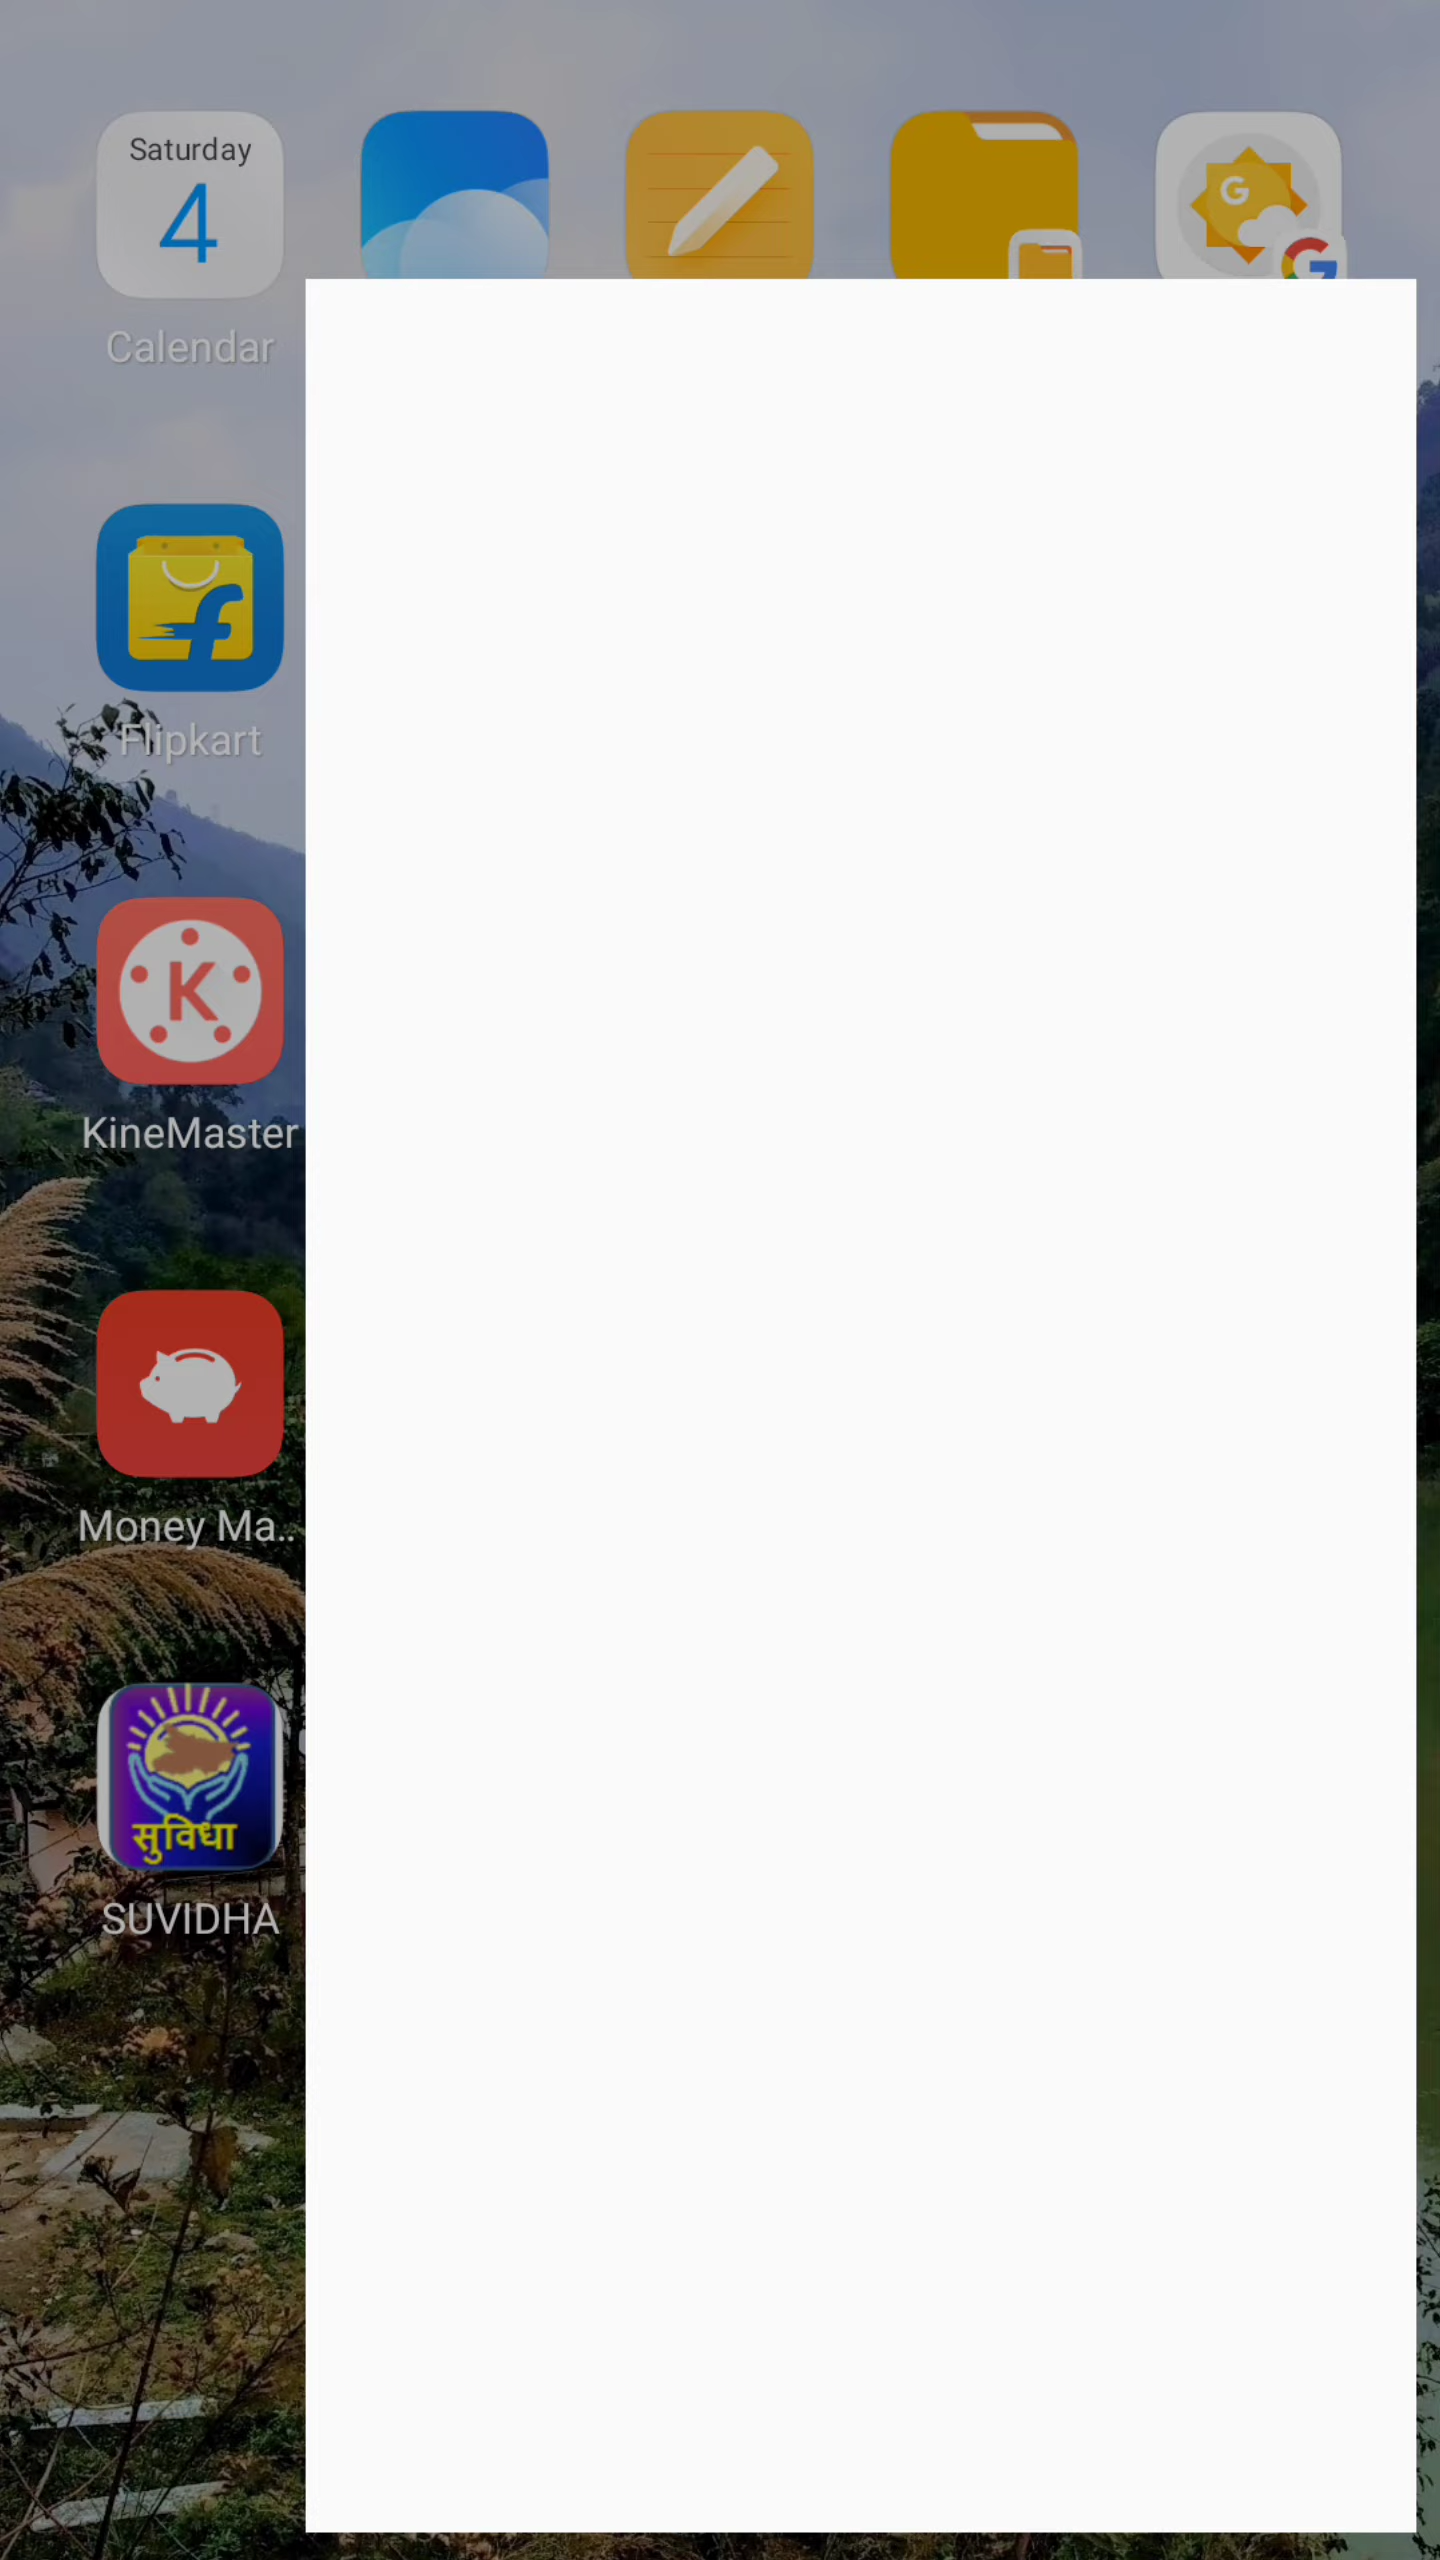 Saturday
4
G
G
Calendar
f
Flipkart
K
KineMaster
Money Ma..
सुविधा
SUVIDHA